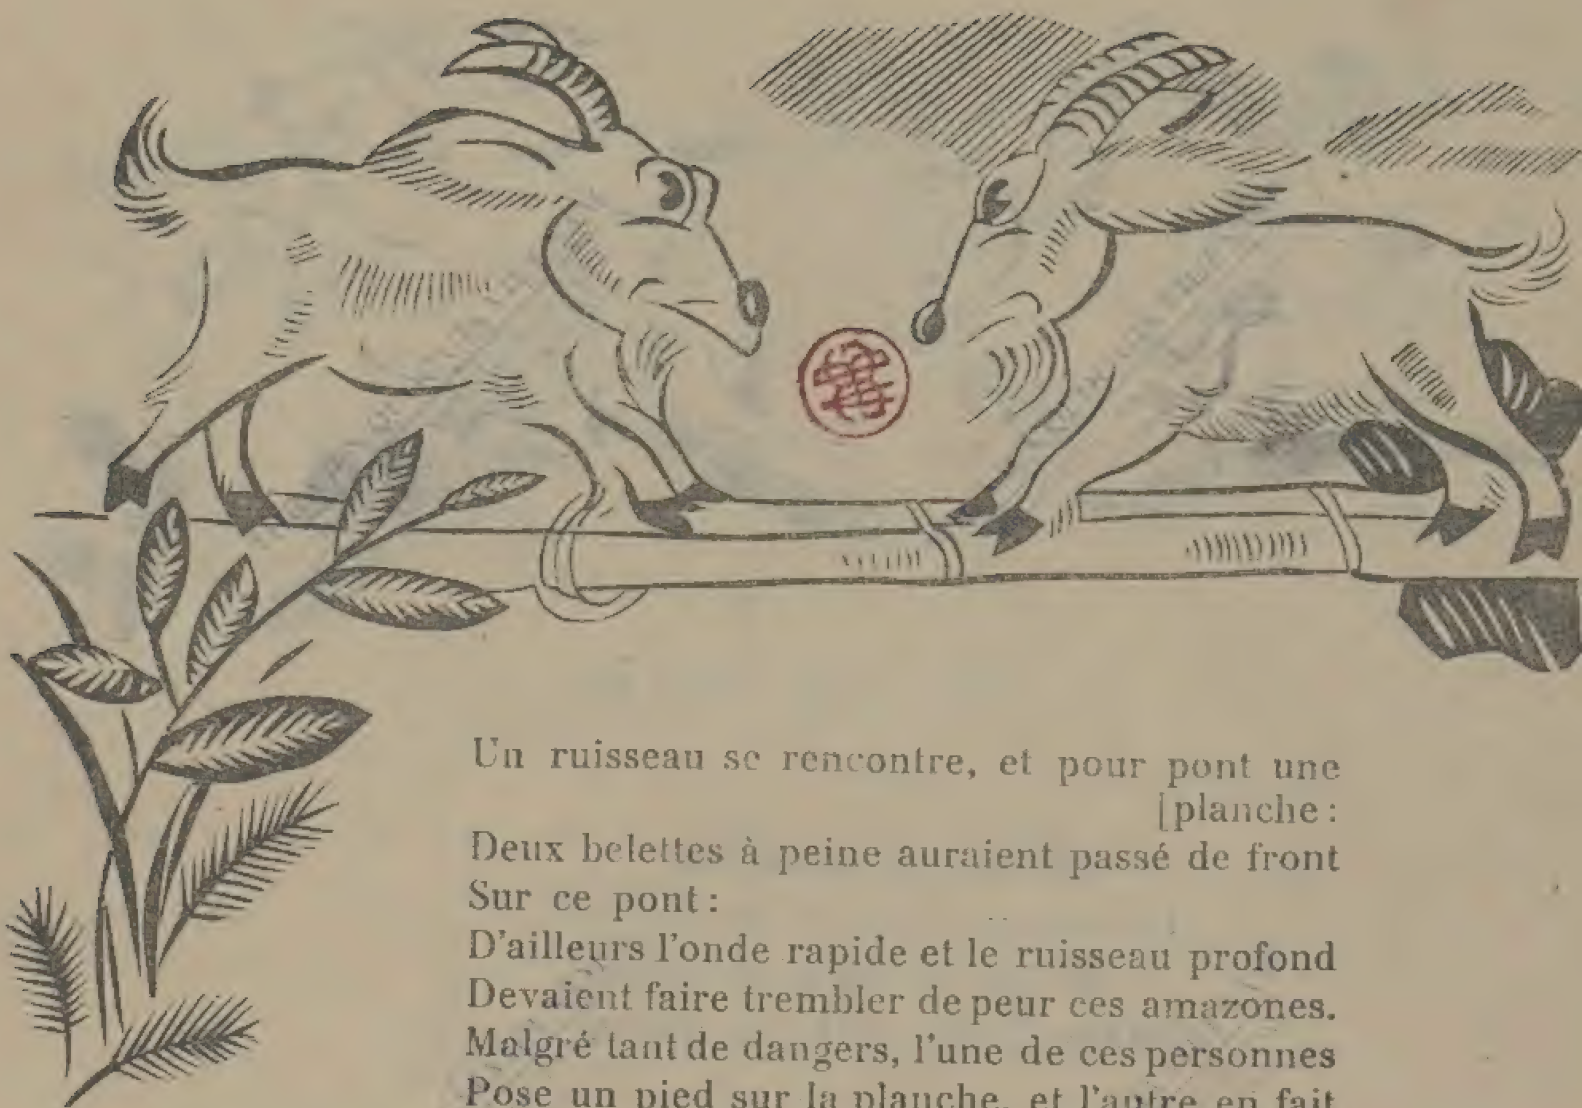 Un ruisseau se rencontre, et pour pont une
[planche :
Deux belettes à peine auraient passé de front
Sur ce pont :
D'ailleurs l'onde rapide et le ruisseau profond
Devaient faire trembler de peur ces amazones.
Malgré tant de dangers, l'une de ces personnes
Pose un pied sur la planche, et l'autre en fait